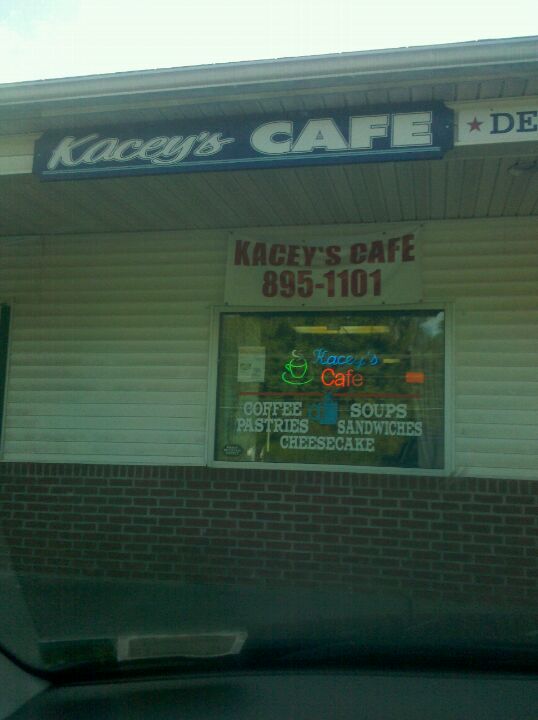 Kacey's CAFE
★ DE
KACEY'S CAFE
895-1101
Kacey's
Cafe
COFFEE SOUPS
PASTRIES SANDWICHES
CHEESECAKE